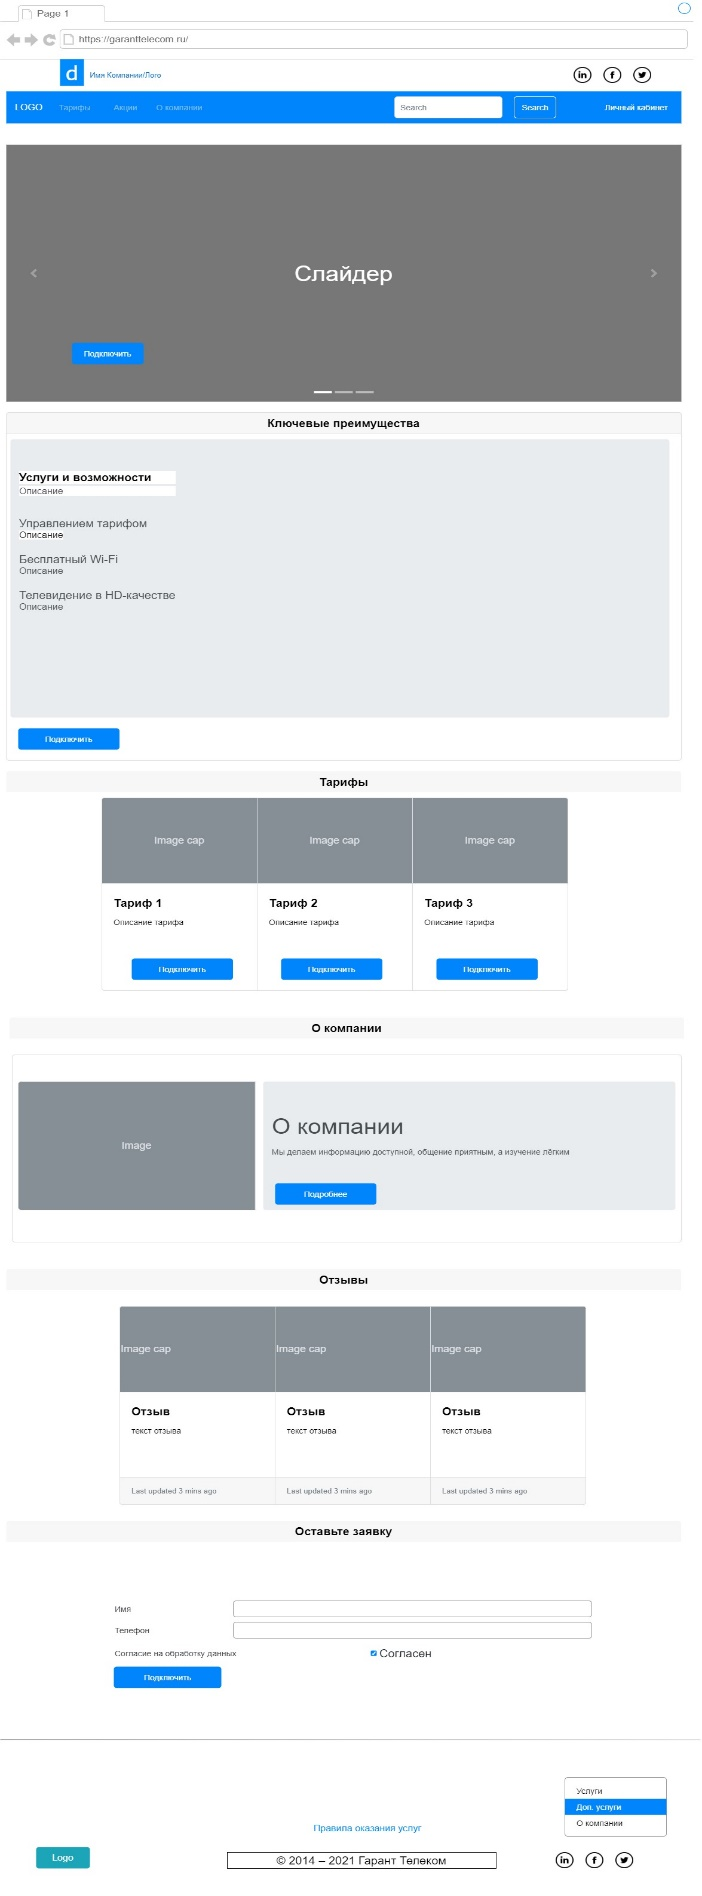 Page 1
https://garanttelecom.ru/
d Имя Компании/Лого
LOGO Тарифы Акции О компании Search Search Личный кабинет
Слайдер
Подключить
Ключевые преимущества
Услуги и возможности
Описание
Управлением тарифом
Описание
Бесплатный Wi-Fi
Описание
Телевидение в HD-качестве
Описание
Подключить
Тарифы
Image cap Image cap Image cap
Тариф 1 Тариф 2 Тариф 3
Описание тарифа Описание тарифа Описание тарифа
Подключить Подключить Подключить
О компании
Image
О компании
Мы делаем информацию доступной, общение приятным, а изучение лёгким
Подробнее
Отзывы
Image cap Image cap Image cap
Отзыв Отзыв Отзыв
текст отзыва текст отзыва текст отзыва
Last updated 3 mins ago Last updated 3 mins ago Last updated 3 mins ago
Оставьте заявку
Имя
Телефон
Согласие на обработку данных Согласен
Подключить
Услуги
Доп. услуги
О компании
Правила оказания услуг
Logo
© 2014 – 2021 Гарант Телеком